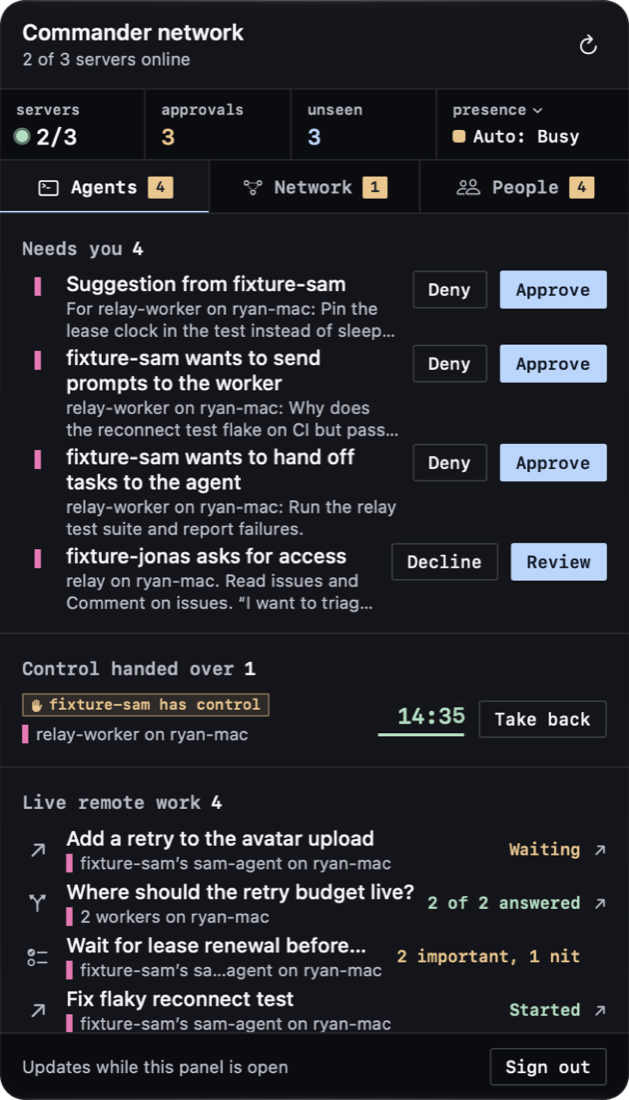 Commander network
2 of 3 servers online
servers
2/3
approvals
3
unseen
3
presence
Auto: Busy
Agents 4
Network 1
People 4
Needs you 4
Suggestion from fixture-sam
For relay-worker on ryan-mac: Pin the
lease clock in the test instead of sleep...
Deny
Approve
fixture-sam wants to send
prompts to the worker
relay-worker on ryan-mac: Why does
the reconnect test flake on CI but pass...
Deny
Approve
fixture-sam wants to hand off
tasks to the agent
relay-worker on ryan-mac: Run the relay
test suite and report failures.
Deny
Approve
fixture-jonas asks for access
relay on ryan-mac. Read issues and
Comment on issues. “I want to triag...
Decline
Review
Control handed over 1
fixture-sam has control
relay-worker on ryan-mac
14:35
Take back
Live remote work 4
Add a retry to the avatar upload
fixture-sam’s sam-agent on ryan-mac
Waiting
Where should the retry budget live?
2 workers on ryan-mac
2 of 2 answered
Wait for lease renewal before...
fixture-sam’s sa...agent on ryan-mac
2 important, 1 nit
Fix flaky reconnect test
fixture-sam’s sam-agent on ryan-mac
Started
Updates while this panel is open
Sign out